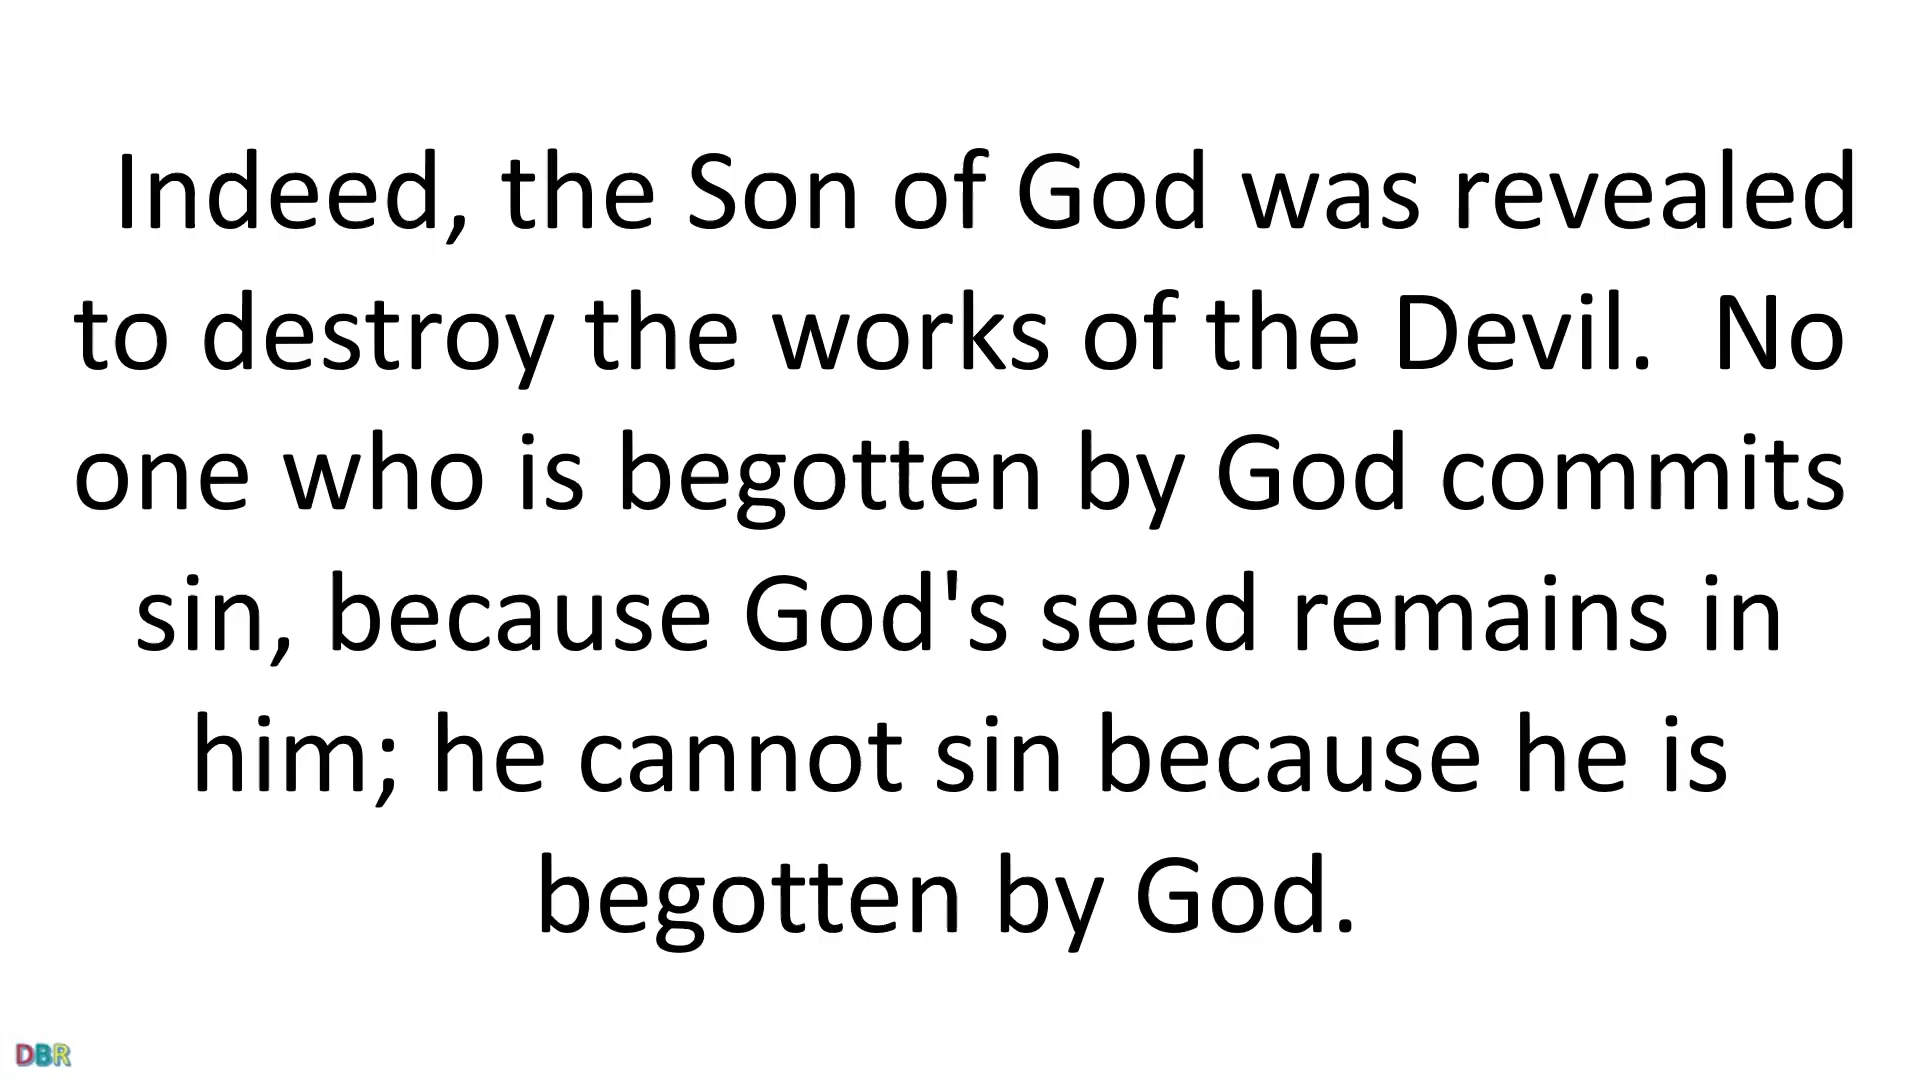 Indeed, the Son of God was revealed
to destroy the works of the Devil.  No
one who is begotten by God commits
sin, because God's seed remains in
him; he cannot sin because he is
begotten by God.
DBR